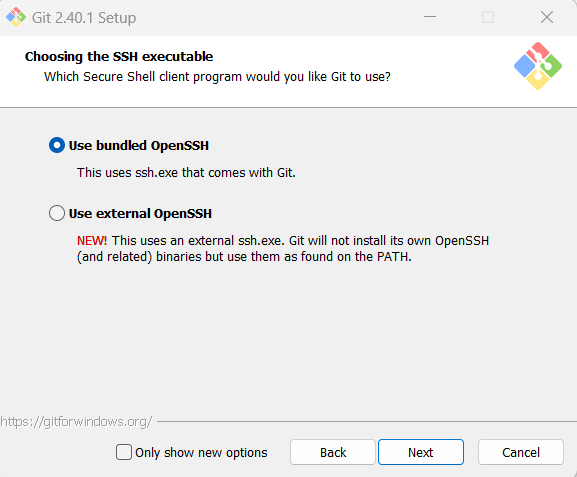 Git 2.40.1 Setup
Choosing the SSH executable
Which Secure Shell client program would you like Git to use?
Use bundled OpenSSH
This uses ssh.exe that comes with Git.
Use external OpenSSH
NEW! This uses an external ssh.exe. Git will not install its own OpenSSH
(and related) binaries but use them as found on the PATH.
https://gitforwindows.org/
Only show new options
Back
Next
Cancel